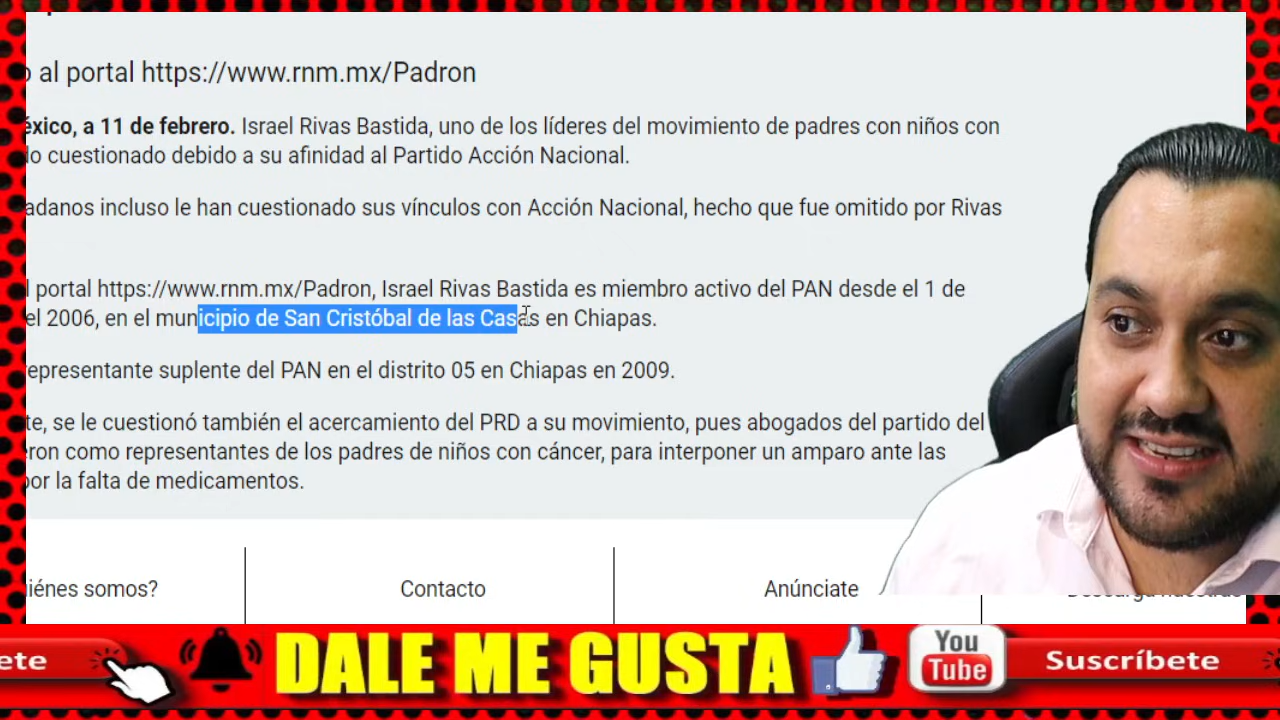 al portal https://www.rnm.mx/Padron
éxico, a 11 de febrero. Israel Rivas Bastida, uno de los líderes del movimiento de padres con niños con
do cuestionado debido a su afinidad al Partido Acción Nacional.
adanos incluso le han cuestionado sus vínculos con Acción Nacional, hecho que fue omitido por Rivas
l portal https://www.rnm.mx/Padron, Israel Rivas Bastida es miembro activo del PAN desde el 1 de
el 2006, en el municipio de San Cristóbal de las Casas en Chiapas.
representante suplente del PAN en el distrito 05 en Chiapas en 2009.
te, se le cuestionó también el acercamiento del PRD a su movimiento, pues abogados del partido del
eron como representantes de los padres de niños con cáncer, para interponer un amparo ante las
por la falta de medicamentos.
uiénes somos?
Contacto
Anúnciate
ete
DALE ME GUSTA
You
Tube
Suscríbete